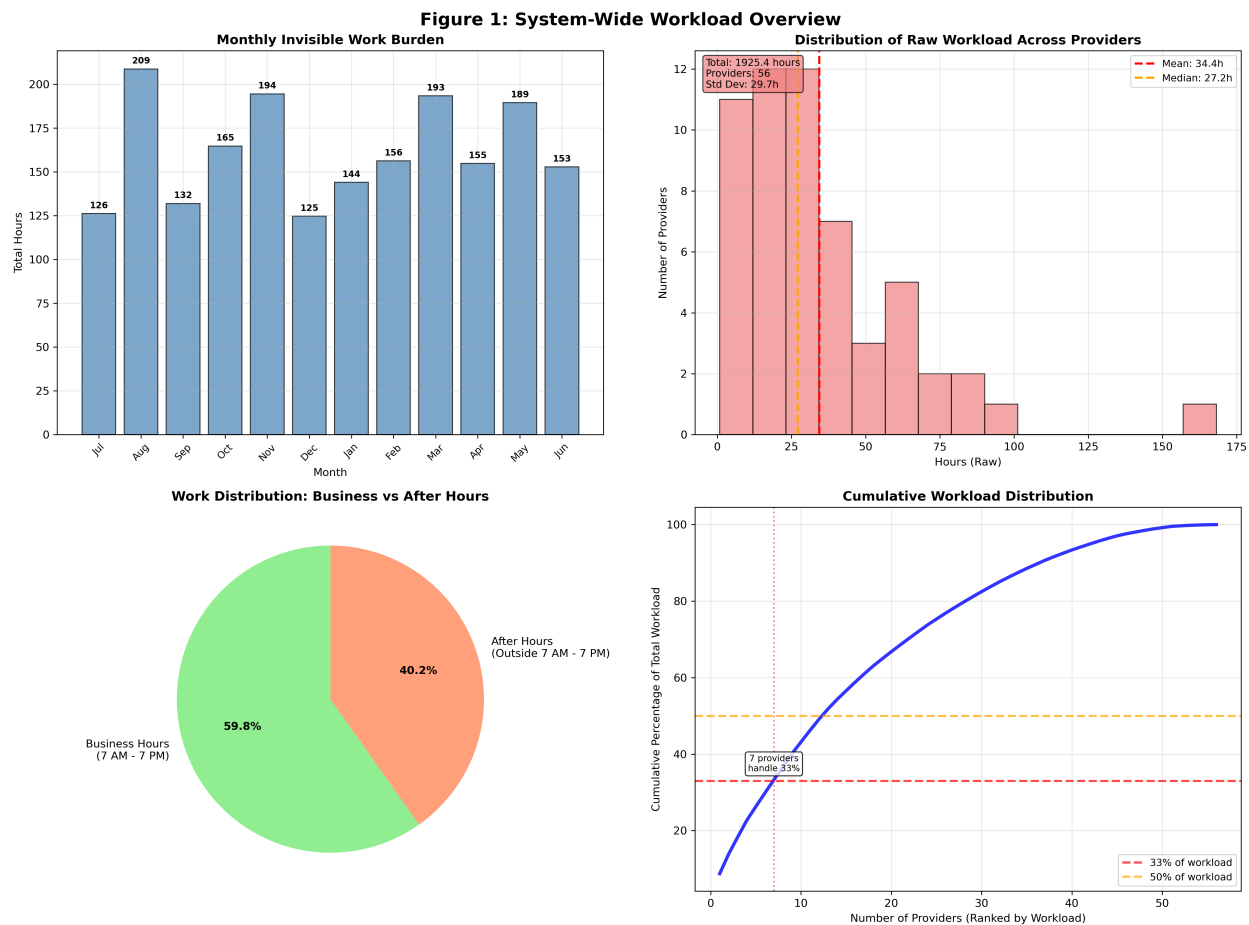 Figure 1: System-Wide Workload Overview
Monthly Invisible Work Burden
Total Hours
200
175
150
125
100
75
50
25
0
126
209
132
165
194
125
144
156
193
155
189
153
Jul
Aug
Sep
Oct
Nov
Dec
Jan
Feb
Mar
Apr
May
Jun
Month
Distribution of Raw Workload Across Providers
Total: 1925.4 hours
Providers: 56
Std Dev: 29.7h
Mean: 34.4h
Median: 27.2h
Number of Providers
12
10
8
6
4
2
0
0
25
50
75
100
125
150
175
Hours (Raw)
Work Distribution: Business vs After Hours
After Hours
(Outside 7 AM - 7 PM)
40.2%
59.8%
Business Hours
(7 AM - 7 PM)
Cumulative Workload Distribution
Cumulative Percentage of Total Workload
100
80
60
40
20
7 providers
handle 33%
33% of workload
50% of workload
0
10
20
30
40
50
Number of Providers (Ranked by Workload)